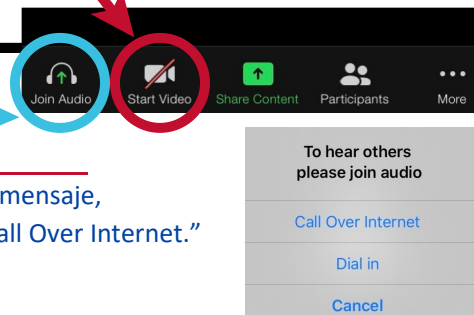 Join Audio Start Video Share Content Participants More
To hear others
please join audio
Call Over Internet
Dial in
Cancel
mensaje,
all Over Internet.”